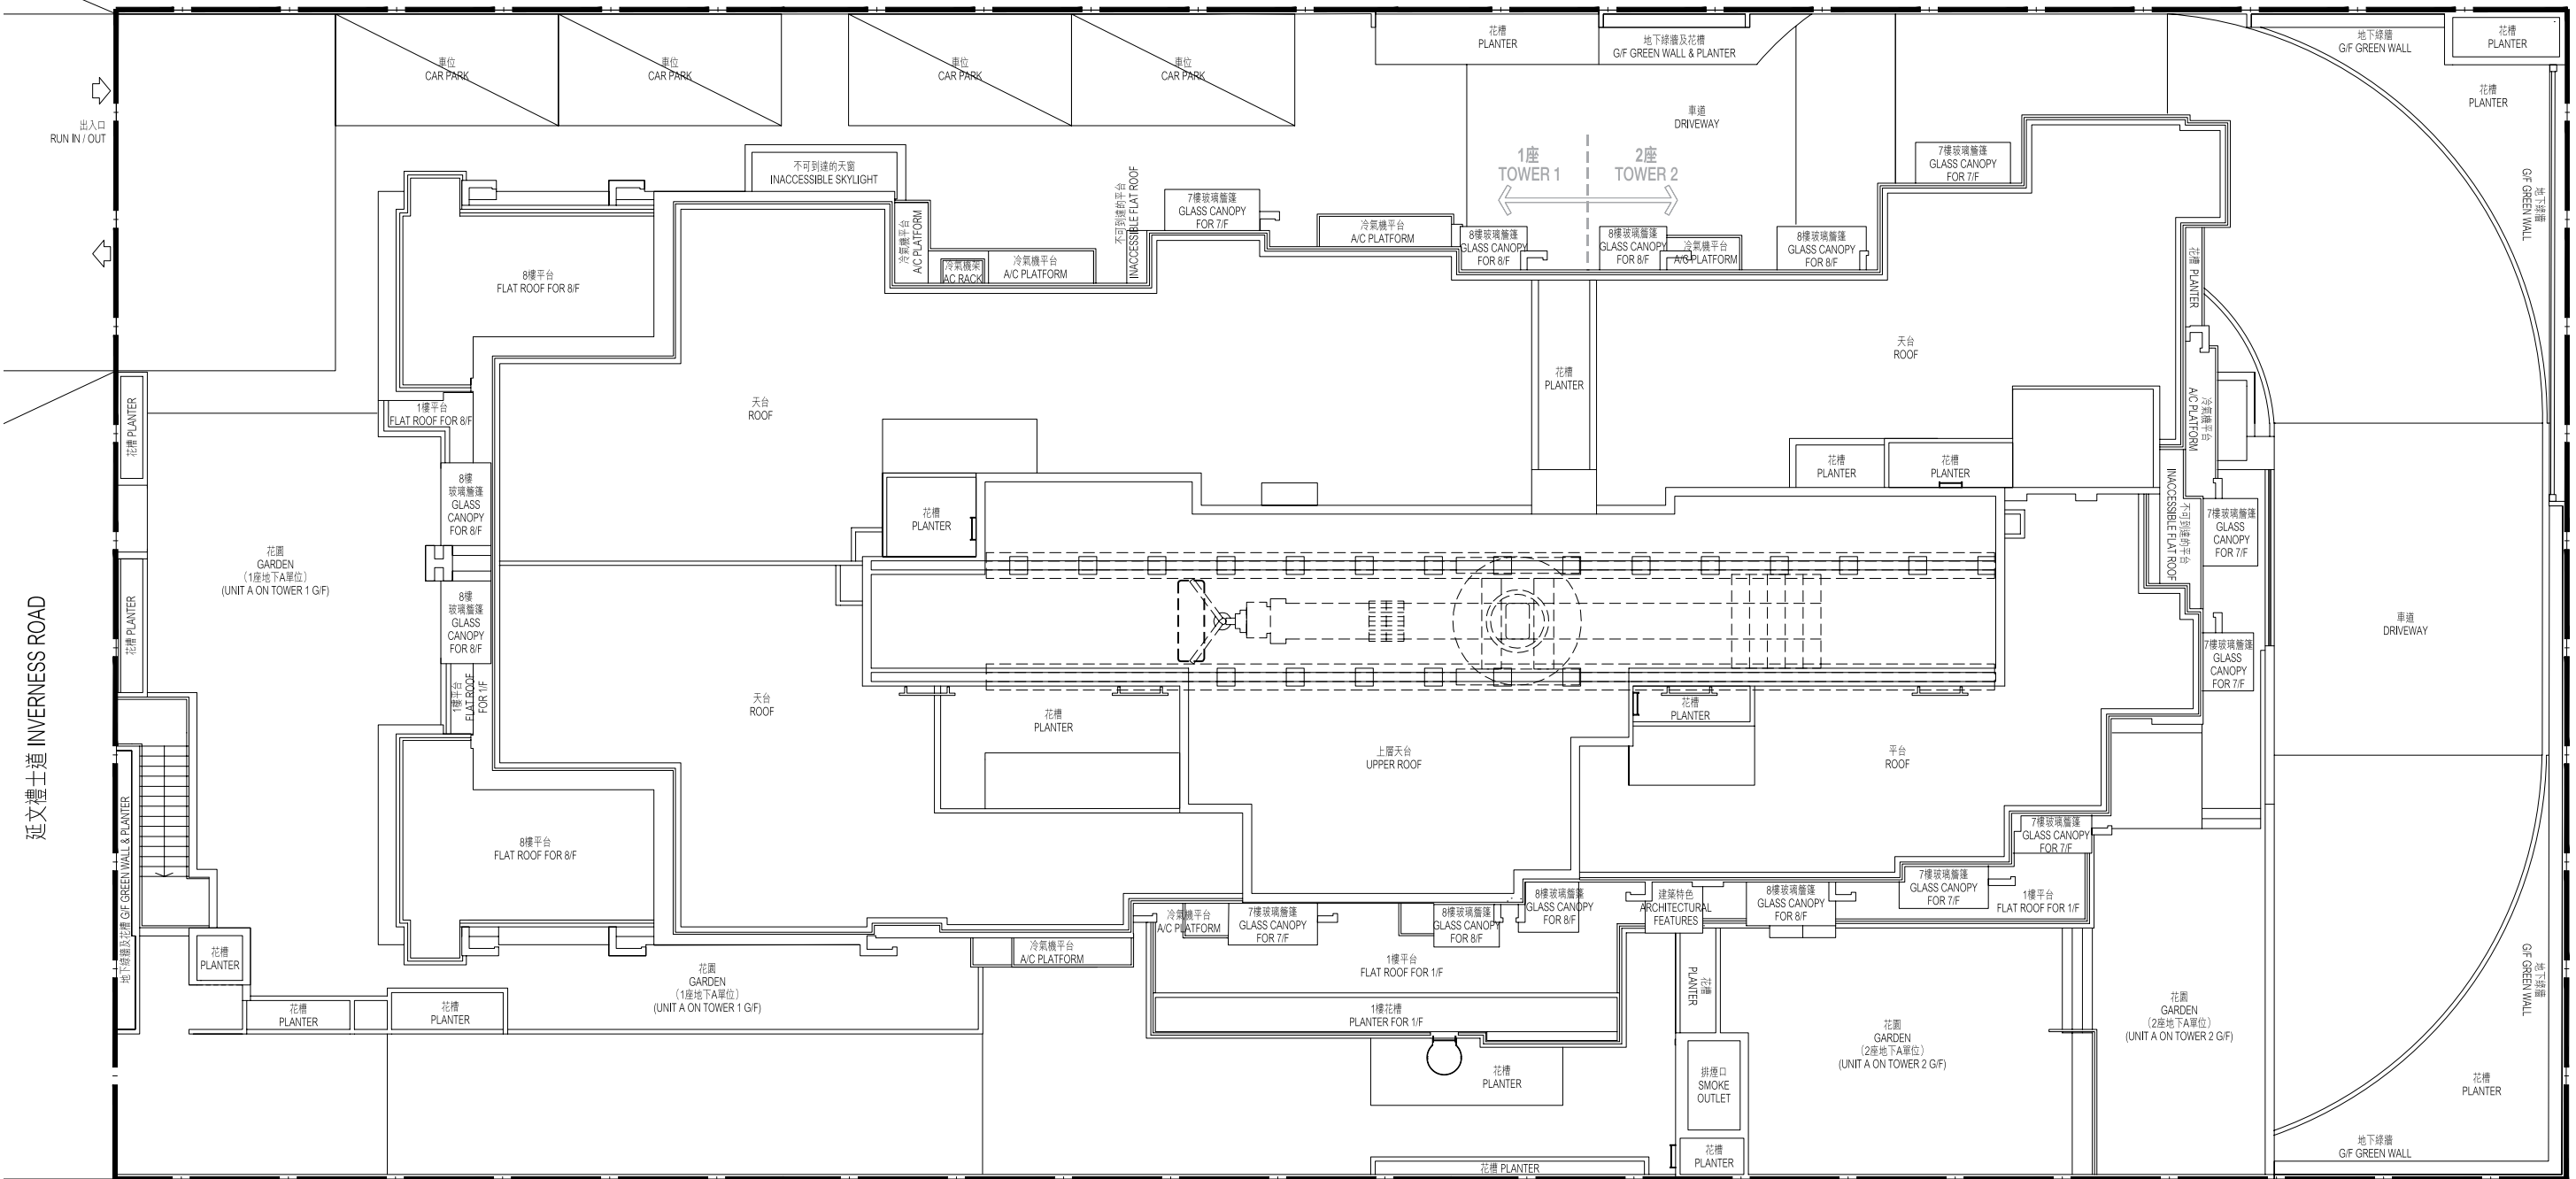 車位
CAR PARK
車位
CAR PARK
車位
CAR PARK
車位
CAR PARK
花槽
PLANTER
地下綠牆及花槽
G/F GREEN WALL & PLANTER
地下綠牆
G/F GREEN WALL
花槽
PLANTER
花槽
PLANTER
出入口
RUN IN / OUT
車道
DRIVEWAY
1座
TOWER 1
2座
TOWER 2
不可到達的天窗
INACCESSIBLE SKYLIGHT
7樓玻璃簷篷
GLASS CANOPY
FOR 7/F
地下綠牆
G/F GREEN WALL
不可到達的平台
INACCESSIBLE FLAT ROOF
7樓玻璃簷篷
GLASS CANOPY
FOR 7/F
冷氣機平台
A/C PLATFORM
冷氣機平台
A/C PLATFORM
8樓玻璃簷篷
GLASS CANOPY
FOR 8/F
8樓玻璃簷篷
GLASS CANOPY
FOR 8/F
冷氣機平台
A/C PLATFORM
8樓玻璃簷篷
GLASS CANOPY
FOR 8/F
冷氣機架
AC RACK
冷氣機平台
A/C PLATFORM
花槽 PLANTER
8樓平台
FLAT ROOF FOR 8/F
天台
ROOF
花槽
PLANTER
冷氣機平台
A/C PLATFORM
花槽 PLANTER
1樓平台
FLAT ROOF FOR 8/F
天台
ROOF
花槽
PLANTER
花槽
PLANTER
不可到達的平台
INACCESSIBLE FLAT ROOF
8樓
玻璃簷篷
GLASS
CANOPY
FOR 8/F
花槽
PLANTER
7樓玻璃簷篷
GLASS
CANOPY
FOR 7/F
花園
GARDEN
(1座地下A單位)
(UNIT A ON TOWER 1 G/F)
花槽 PLANTER
8樓
玻璃簷篷
GLASS
CANOPY
FOR 8/F
車道
DRIVEWAY
7樓玻璃簷篷
GLASS
CANOPY
FOR 7/F
延文禮士道 INVERNESS ROAD
1樓平台
FLAT ROOF
FOR 1/F
天台
ROOF
花槽
PLANTER
花槽
PLANTER
上層天台
UPPER ROOF
平台
ROOF
地下綠牆及花槽 G/F GREEN WALL & PLANTER
8樓平台
FLAT ROOF FOR 8/F
7樓玻璃簷篷
GLASS CANOPY
FOR 7/F
7樓玻璃簷篷
GLASS CANOPY
FOR 7/F
1樓平台
FLAT ROOF FOR 1/F
8樓玻璃簷篷
GLASS CANOPY
FOR 8/F
建築特色
ARCHITECTURAL
FEATURES
8樓玻璃簷篷
GLASS CANOPY
FOR 8/F
冷氣機平台
A/C PLATFORM
7樓玻璃簷篷
GLASS CANOPY
FOR 7/F
8樓玻璃簷篷
GLASS CANOPY
FOR 8/F
花槽
PLANTER
冷氣機平台
A/C PLATFORM
1樓平台
FLAT ROOF FOR 1/F
花園
GARDEN
(1座地下A單位)
(UNIT A ON TOWER 1 G/F)
花槽
PLANTER
地下綠牆
G/F GREEN WALL
花槽
PLANTER
花槽
PLANTER
1樓花槽
PLANTER FOR 1/F
花園
GARDEN
(2座地下A單位)
(UNIT A ON TOWER 2 G/F)
花園
GARDEN
(2座地下A單位)
(UNIT A ON TOWER 2 G/F)
花槽
PLANTER
排煙口
SMOKE
OUTLET
花槽
PLANTER
地下綠牆
G/F GREEN WALL
花槽
PLANTER
花槽 PLANTER